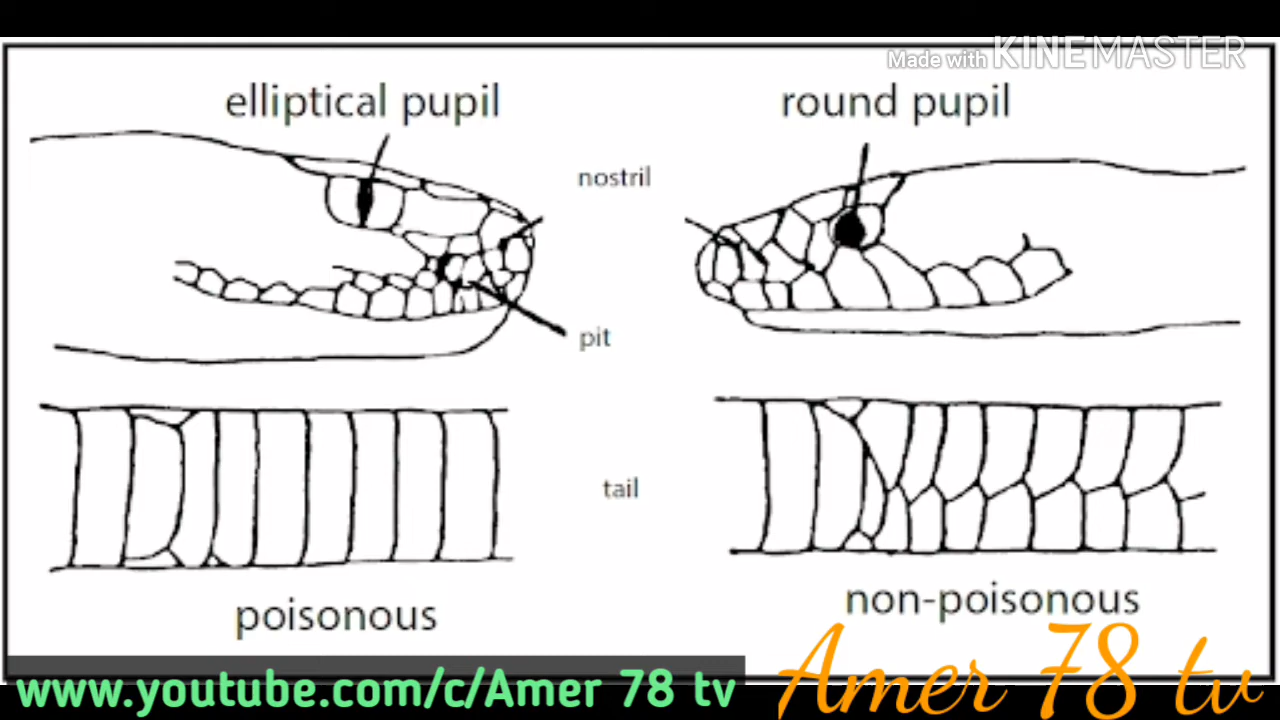 Made with KINEMASTER
elliptical pupil
round pupil
nostril
pit
tail
poisonous
non-poisonous
www.youtube.com/c/Amer 78 tv
Amer 78 tv